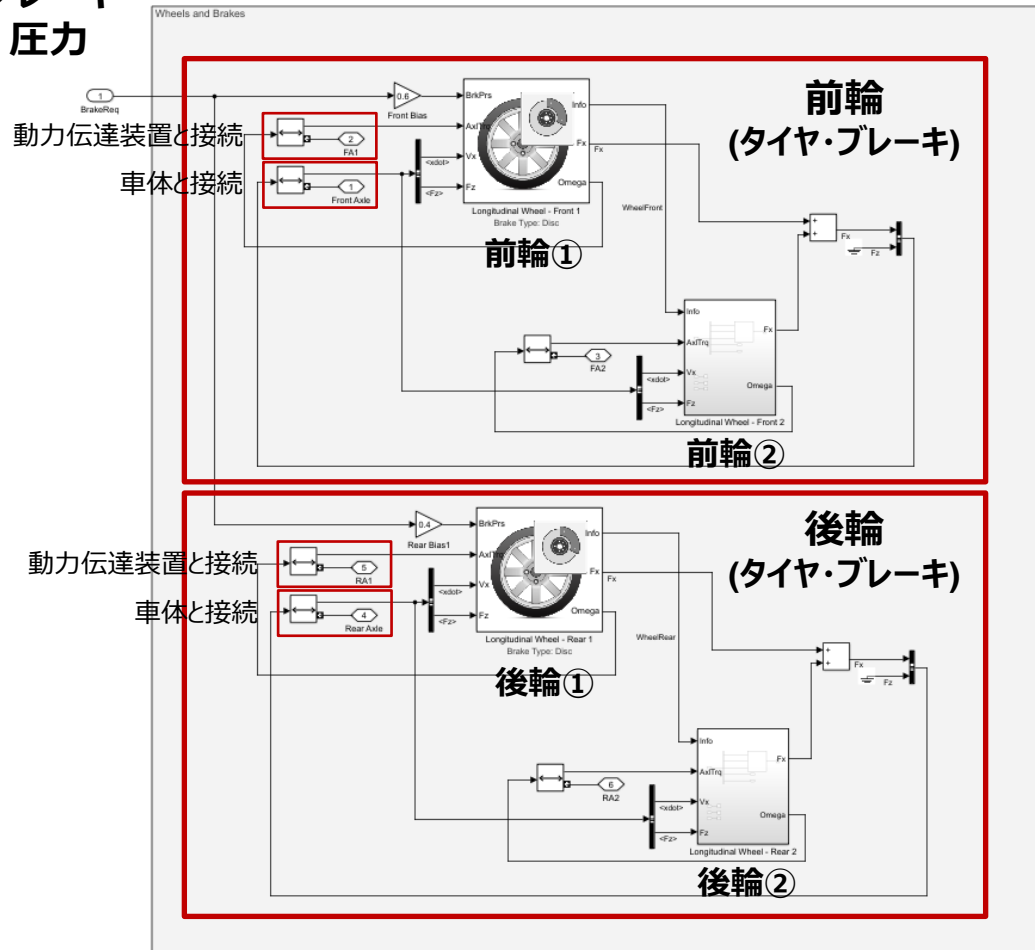 圧力
Wheels and Brakes
1
BrakeReq
0.6
Front Bias
動力伝達装置と接続
2
FA1
車体と接続
1
Front Axle
BrkPrs
AxlTrq
Vx
Fz
<xdot>
<Fz>
Info
Fx
Omega
Fx
Longitudinal Wheel - Front 1
Brake Type: Disc
前輪①
前輪
(タイヤ・ブレーキ)
WheelFront
+
+
Fx
Fz
3
FA2
<xdot>
<Fz>
Info
AxlTrq
Vx
Fz
Fx
Omega
Longitudinal Wheel - Front 2
前輪②
0.4
Rear Bias1
動力伝達装置と接続
5
RA1
車体と接続
4
Rear Axle
BrkPrs
AxlTrq
Vx
Fz
<xdot>
<Fz>
Info
Fx
Omega
Fx
Longitudinal Wheel - Rear 1
Brake Type: Disc
後輪①
後輪
(タイヤ・ブレーキ)
WheelRear
+
+
Fx
Fz
6
RA2
<xdot>
<Fz>
Info
AxlTrq
Vx
Fz
Fx
Omega
Longitudinal Wheel - Rear 2
後輪②